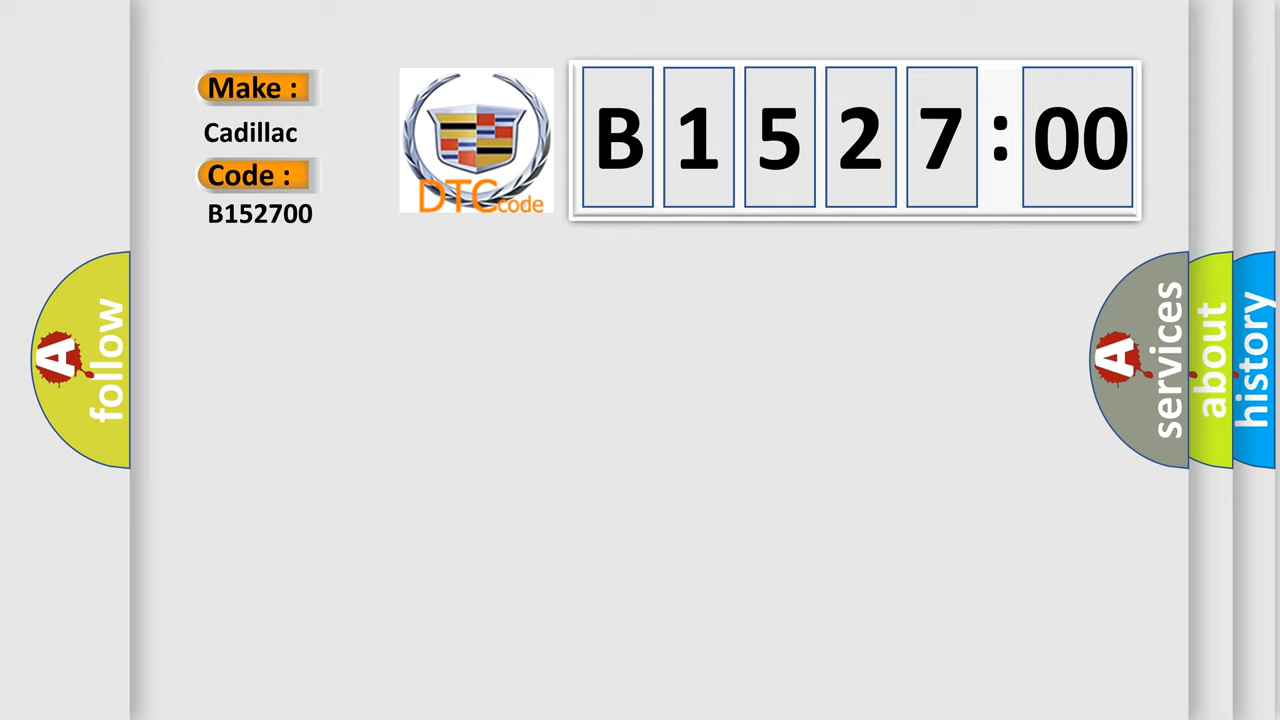 Make :
Cadillac
Code :
B152700
DTCcode
B 1 5 2 7 : 00
A follow
A services
about
history